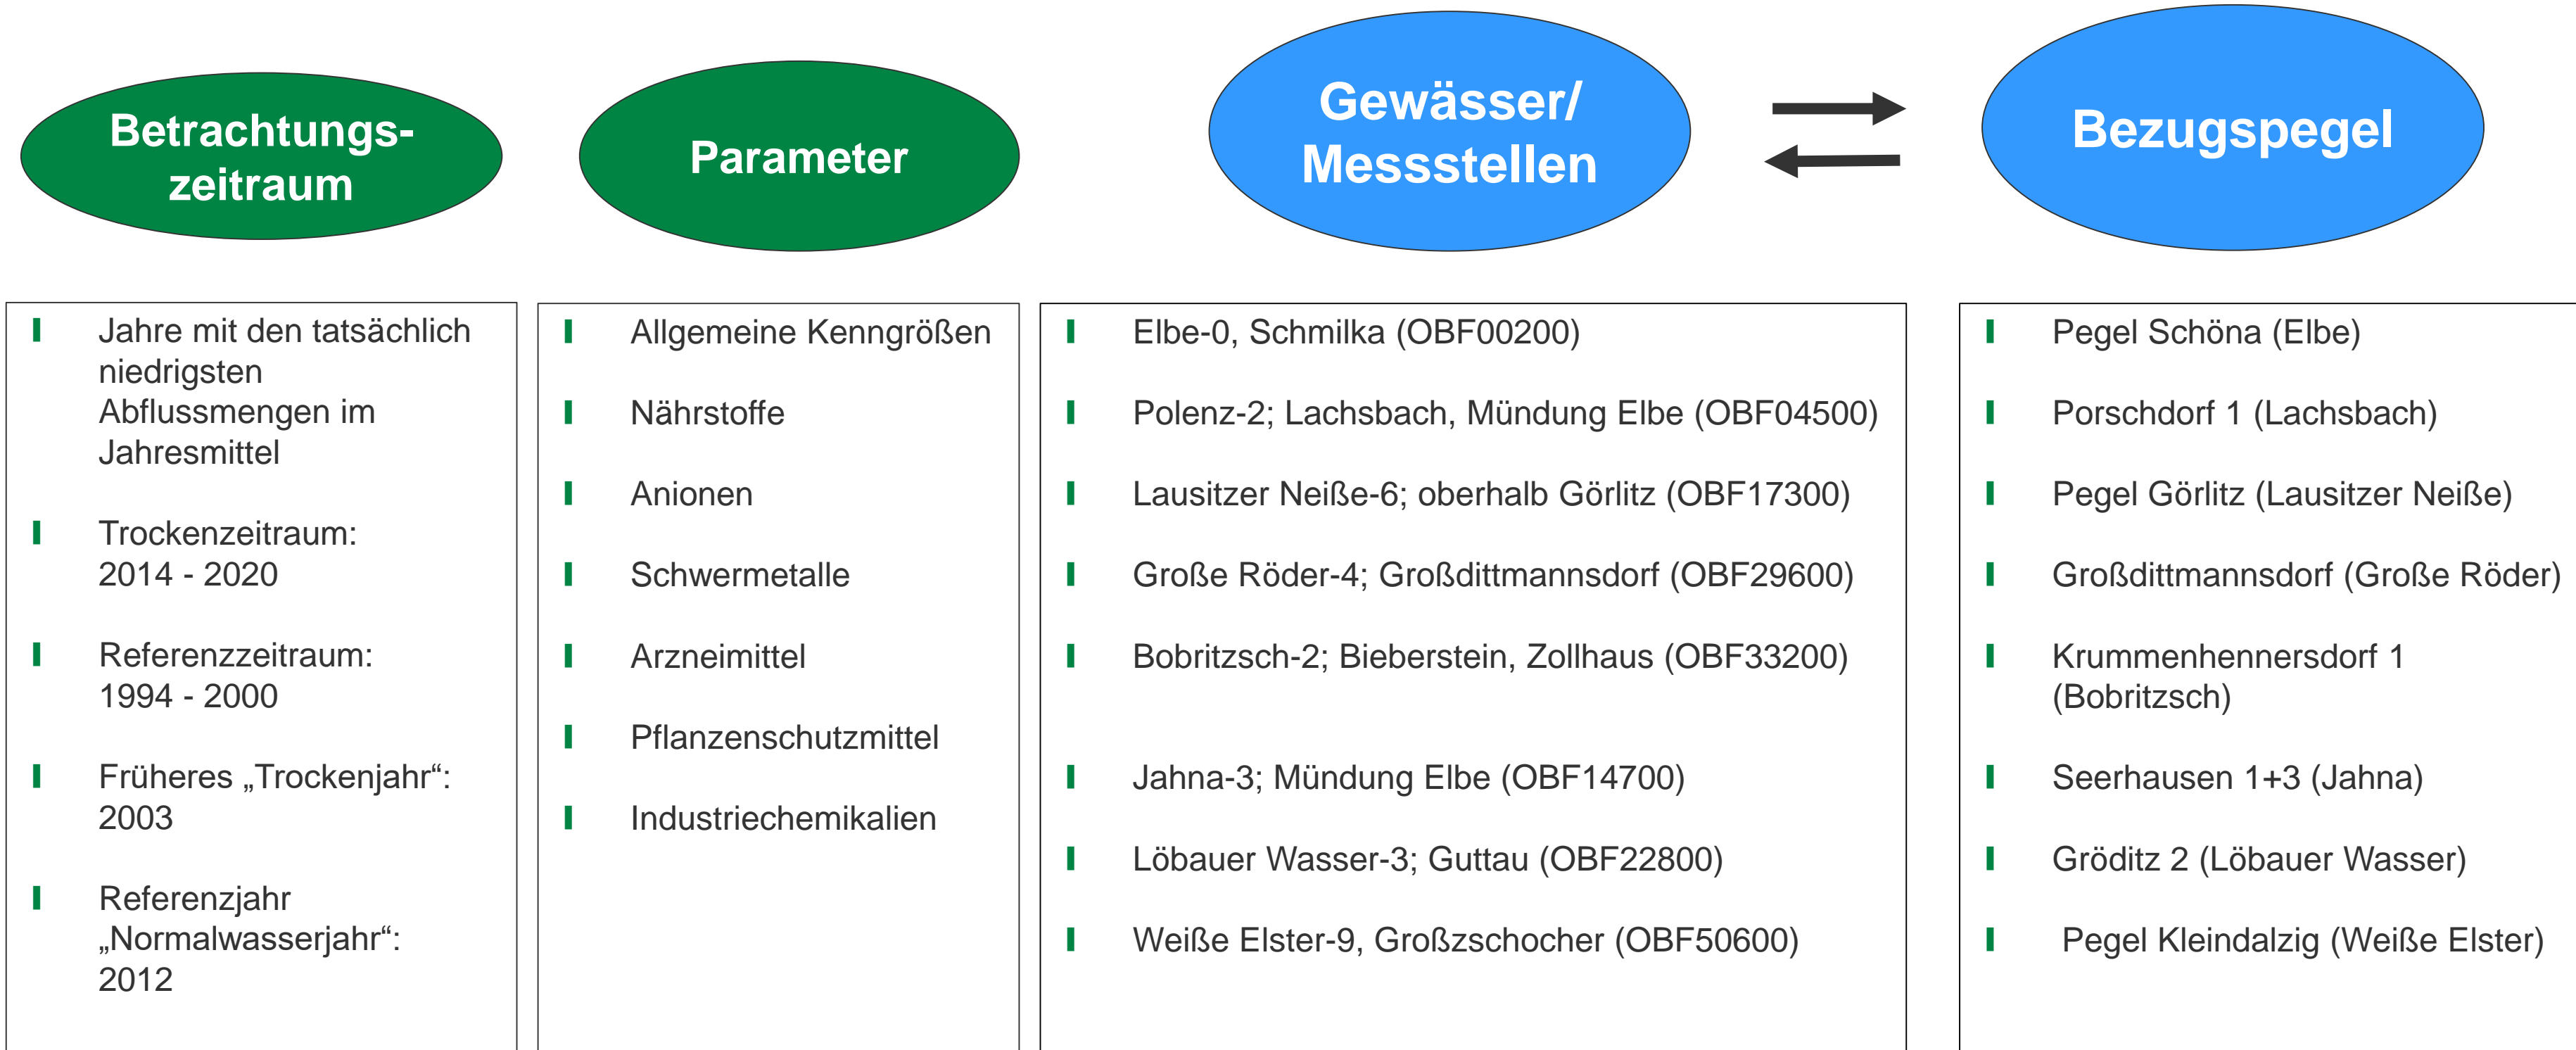 Betrachtungs-
zeitraum
Parameter
Gewässer/
Messstellen
Bezugspegel
Jahre mit den tatsächlich
niedrigsten
Abflussmengen im
Jahresmittel
Trockenzeitraum:
2014 - 2020
Referenzzeitraum:
1994 - 2000
Früheres „Trockenjahr“:
2003
Referenzjahr
„Normalwasserjahr“:
2012
Allgemeine Kenngrößen
Nährstoffe
Anionen
Schwermetalle
Arzneimittel
Pflanzenschutzmittel
Industriechemikalien
Elbe-0, Schmilka (OBF00200)
Polenz-2; Lachsbach, Mündung Elbe (OBF04500)
Lausitzer Neiße-6; oberhalb Görlitz (OBF17300)
Große Röder-4; Großdittmannsdorf (OBF29600)
Bobritzsch-2; Bieberstein, Zollhaus (OBF33200)
Jahna-3; Mündung Elbe (OBF14700)
Löbauer Wasser-3; Guttau (OBF22800)
Weiße Elster-9, Großzschocher (OBF50600)
Pegel Schöna (Elbe)
Porschdorf 1 (Lachsbach)
Pegel Görlitz (Lausitzer Neiße)
Großdittmannsdorf (Große Röder)
Krummenhennersdorf 1
(Bobritzsch)
Seerhausen 1+3 (Jahna)
Gröditz 2 (Löbauer Wasser)
Pegel Kleindalzig (Weiße Elster)